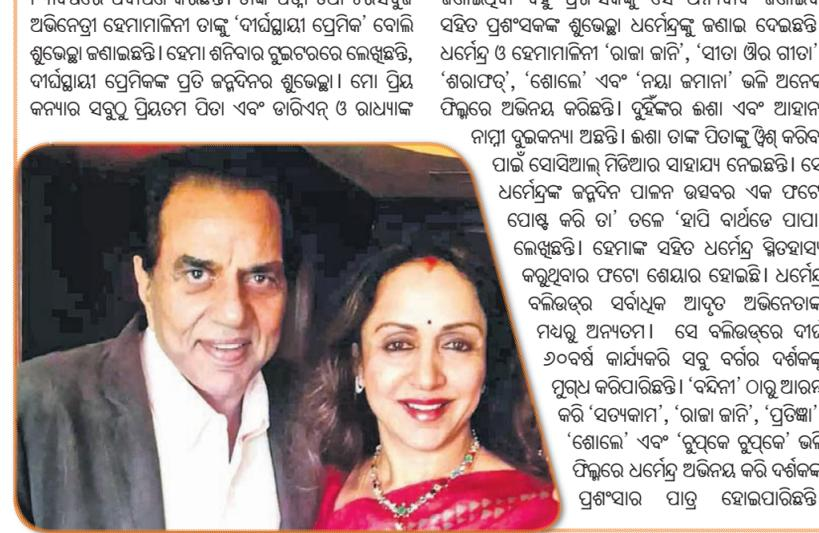 ଅଭିନେତ୍ରୀ ହେମାମାଳିନୀ ତାଙ୍କୁ ‘ଦୀର୍ଘସ୍ଥାୟୀ ପ୍ରେମିକ’ ବୋଲି
ଶୁଭେଚ୍ଛା ଜଣାଇଛନ୍ତି। ହେମା ଶନିବାର ଟୁଇଟରରେ ଲେଖିଛନ୍ତି,
ଦୀର୍ଘସ୍ଥାୟୀ ପ୍ରେମିକଙ୍କ ପ୍ରତି ଜନ୍ମଦିନର ଶୁଭେଚ୍ଛା। ମୋ ପ୍ରିୟ
କନ୍ୟାର ସବୁଠୁ ପ୍ରିୟତମ ପିତା ଏବଂ ଡାରିଏନ୍ ଓ ରାଧ୍ୟାଙ୍କ
ସହିତ ପ୍ରଶଂସକଙ୍କ ଶୁଭେଚ୍ଛା ଧର୍ମେନ୍ଦ୍ରଙ୍କୁ ଜଣାଇ ଦେଇଛନ୍ତି
ଧର୍ମେନ୍ଦ୍ର ଓ ହେମାମାଳିନୀ ‘ରାଜା ଜାନି’, ‘ସୀତା ଔର ଗୀତା’
‘ଶରାଫତ୍’, ‘ଶୋଲେ’ ଏବଂ ‘ନୟା ଜମାନା’ ଭଳି ଅନେକ
ଫିଲ୍ମରେ ଅଭିନୟ କରିଛନ୍ତି। ଦୁହିଁଙ୍କର ଈଶା ଏବଂ ଆହାନା
ନାମ୍ନୀ ଦୁଇକନ୍ୟା ଅଛନ୍ତି। ଈଶା ତାଙ୍କ ପିତାଙ୍କୁ ୱିଶ୍ କରିବା
ପାଇଁ ସୋସିଆଲ୍ ମିଡିଆର ସାହାଯ୍ୟ ନେଇଛନ୍ତି। ସେ
ଧର୍ମେନ୍ଦ୍ରଙ୍କ ଜନ୍ମଦିନ ପାଳନ ଉତ୍ସବର ଏକ ଫଟେ
ପୋଷ୍ଟ କରି ତା’ ତଳେ ‘ହାପି ବାର୍ଥଡେ ପାପା
ଲେଖିଛନ୍ତି। ହେମାଙ୍କ ସହିତ ଧର୍ମେନ୍ଦ୍ର ସ୍ମିତହାସ୍ୟ
କରୁଥିବାର ଫଟୋ ଶେୟାର ହୋଇଛି। ଧର୍ମେନ୍ଦ୍ର
ବଲିଉଡ୍‌ର ସର୍ବାଧିକ ଆଦୃତ ଅଭିନେତାଙ୍କ
ମଧ୍ୟରୁ ଅନ୍ୟତମ। ସେ ବଲିଉଡ୍‌ରେ ଦୀର୍ଘ
୬୦ବର୍ଷ କାର୍ଯ୍ୟକରି ସବୁ ବର୍ଗର ଦର୍ଶକଙ୍କୁ
ମୁଗ୍ଧ କରିପାରିଛନ୍ତି। ‘ବନ୍ଦିନୀ’ ଠାରୁ ଆରମ୍ଭ
କରି ‘ସତ୍ୟକାମ’, ‘ରାଜା ଜାନି’, ‘ପ୍ରତିଜ୍ଞା’
‘ଶୋଲେ’ ଏବଂ ‘ଚୁପ୍‌କେ ଚୁପ୍‌କେ’ ଭଳି
ଫିଲ୍ମରେ ଧର୍ମେନ୍ଦ୍ର ଅଭିନୟ କରି ଦର୍ଶକଙ୍କ
ପ୍ରଶଂସାର ପାତ୍ର ହୋଇପାରିଛନ୍ତି